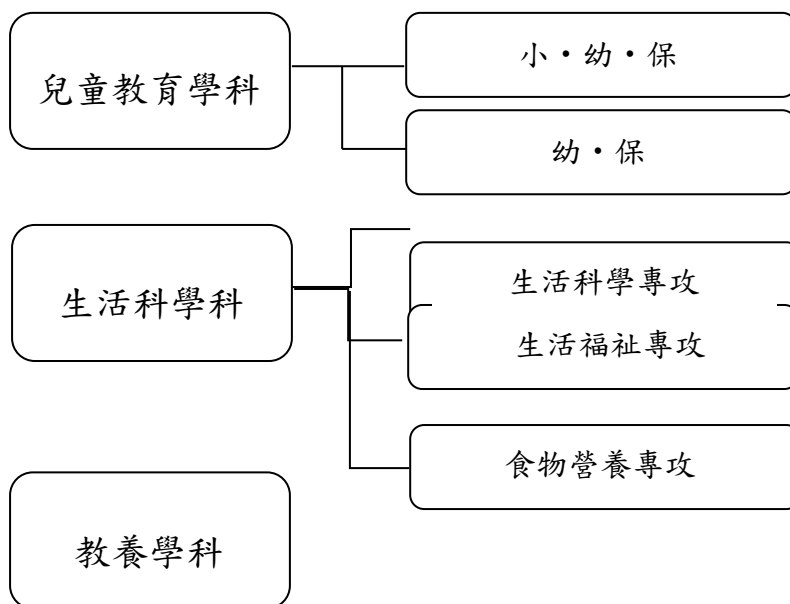 兒童教育學科
小・幼・保
幼・保
生活科學科
生活科學專攻
生活福祉專攻
食物營養專攻
教養學科